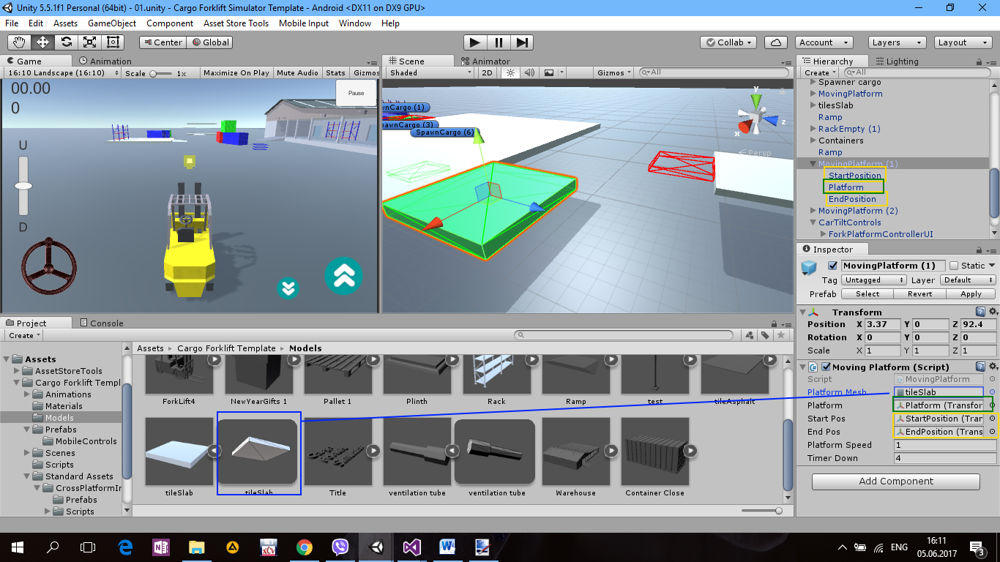 Unity 5.5.1f1 Personal (64bit) - 01.unity - Cargo Forklift Simulator Template - Android <DX11 on DX9 GPU>
File Edit Assets GameObject Component Asset Store Tools Mobile Input Window Help
Center Global Collab Account Layers Layout
Game Animation
16:10 Landscape (16:10) Scale 1x Maximize On Play Mute Audio Stats Gizmos
00.00
0
Pause
U
D
Scene Animator
Shaded 2D Gizmos All
wnCargo (1)
pawnCargo (3)
SpawnCargo (6)
y
z
x
Persp
Hierarchy Lighting
Create All
Spawner cargo
MovingPlatform
tilesSlab
Ramp
RackEmpty (1)
Containers
Ramp
MovingPlatform (1)
StartPosition
Platform
EndPosition
MovingPlatform (2)
CarTiltControls
ForkPlatformControllerUI
Inspector
MovingPlatform (1) Static
Tag Untagged Layer Default
Prefab Select Revert Apply
Transform
Position X 3.37 Y 0 Z 92.4
Rotation X 0 Y 0 Z 0
Scale X 1 Y 1 Z 1
Moving Platform (Script)
Script MovingPlatform
Platform Mesh tileSlab
Platform Platform (Transfor
Start Pos StartPosition (Tran
End Pos EndPosition (Trans
Platform Speed 1
Timer Down 4
Add Component
Project Console
Create
Assets
AssetStoreTools
Cargo Forklift Templ
Animations
Materials
Models
Prefabs
MobileControls
Scenes
Scripts
Standard Assets
CrossPlatformIn
Prefabs
Scripts
Assets Cargo Forklift Template Models
ForkLift4 NewYearGifts 1 Pallet 1 Plinth Rack Ramp test tileAsphalt
tileSlab tileSlab Title ventilation tube ventilation tube Warehouse Container Close
ENG
16:11
05.06.2017
3